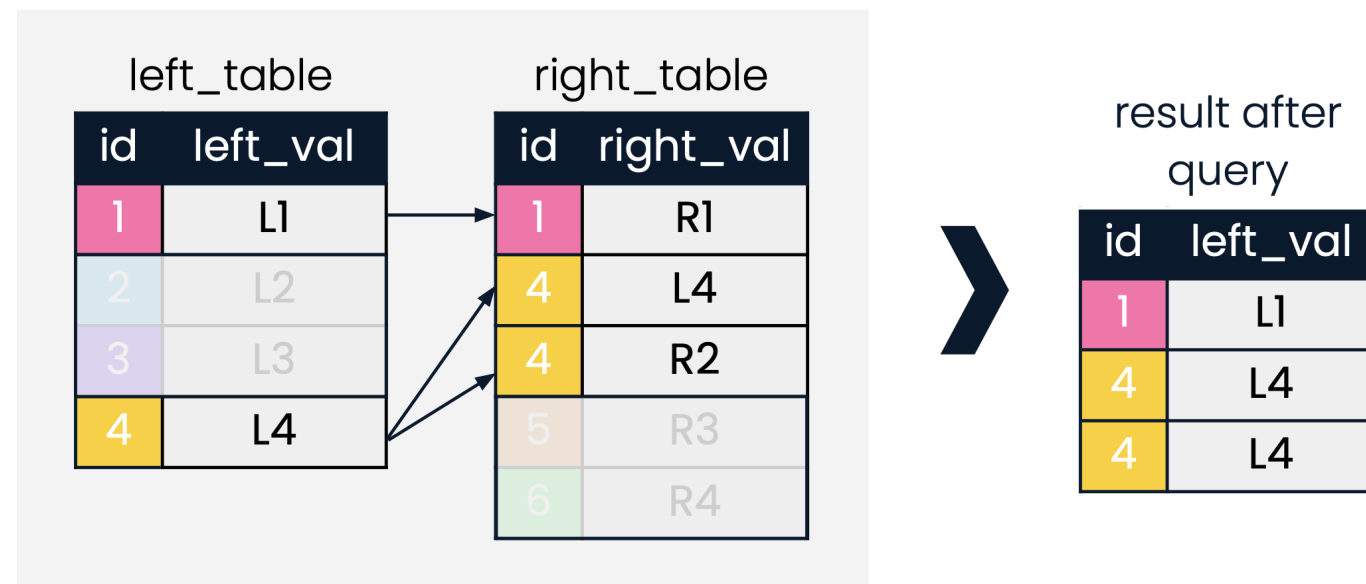 left_table
id left_val
1 L1
2 L2
3 L3
4 L4
right_table
id right_val
1 R1
4 L4
4 R2
5 R3
6 R4
result after
query
id left_val
1 L1
4 L4
4 L4